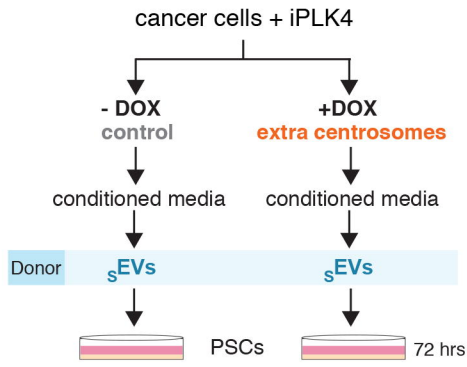 cancer cells + iPLK4
- DOX
control
+DOX
extra centrosomes
conditioned media
conditioned media
Donor
sEVs
sEVs
PSCs
72 hrs